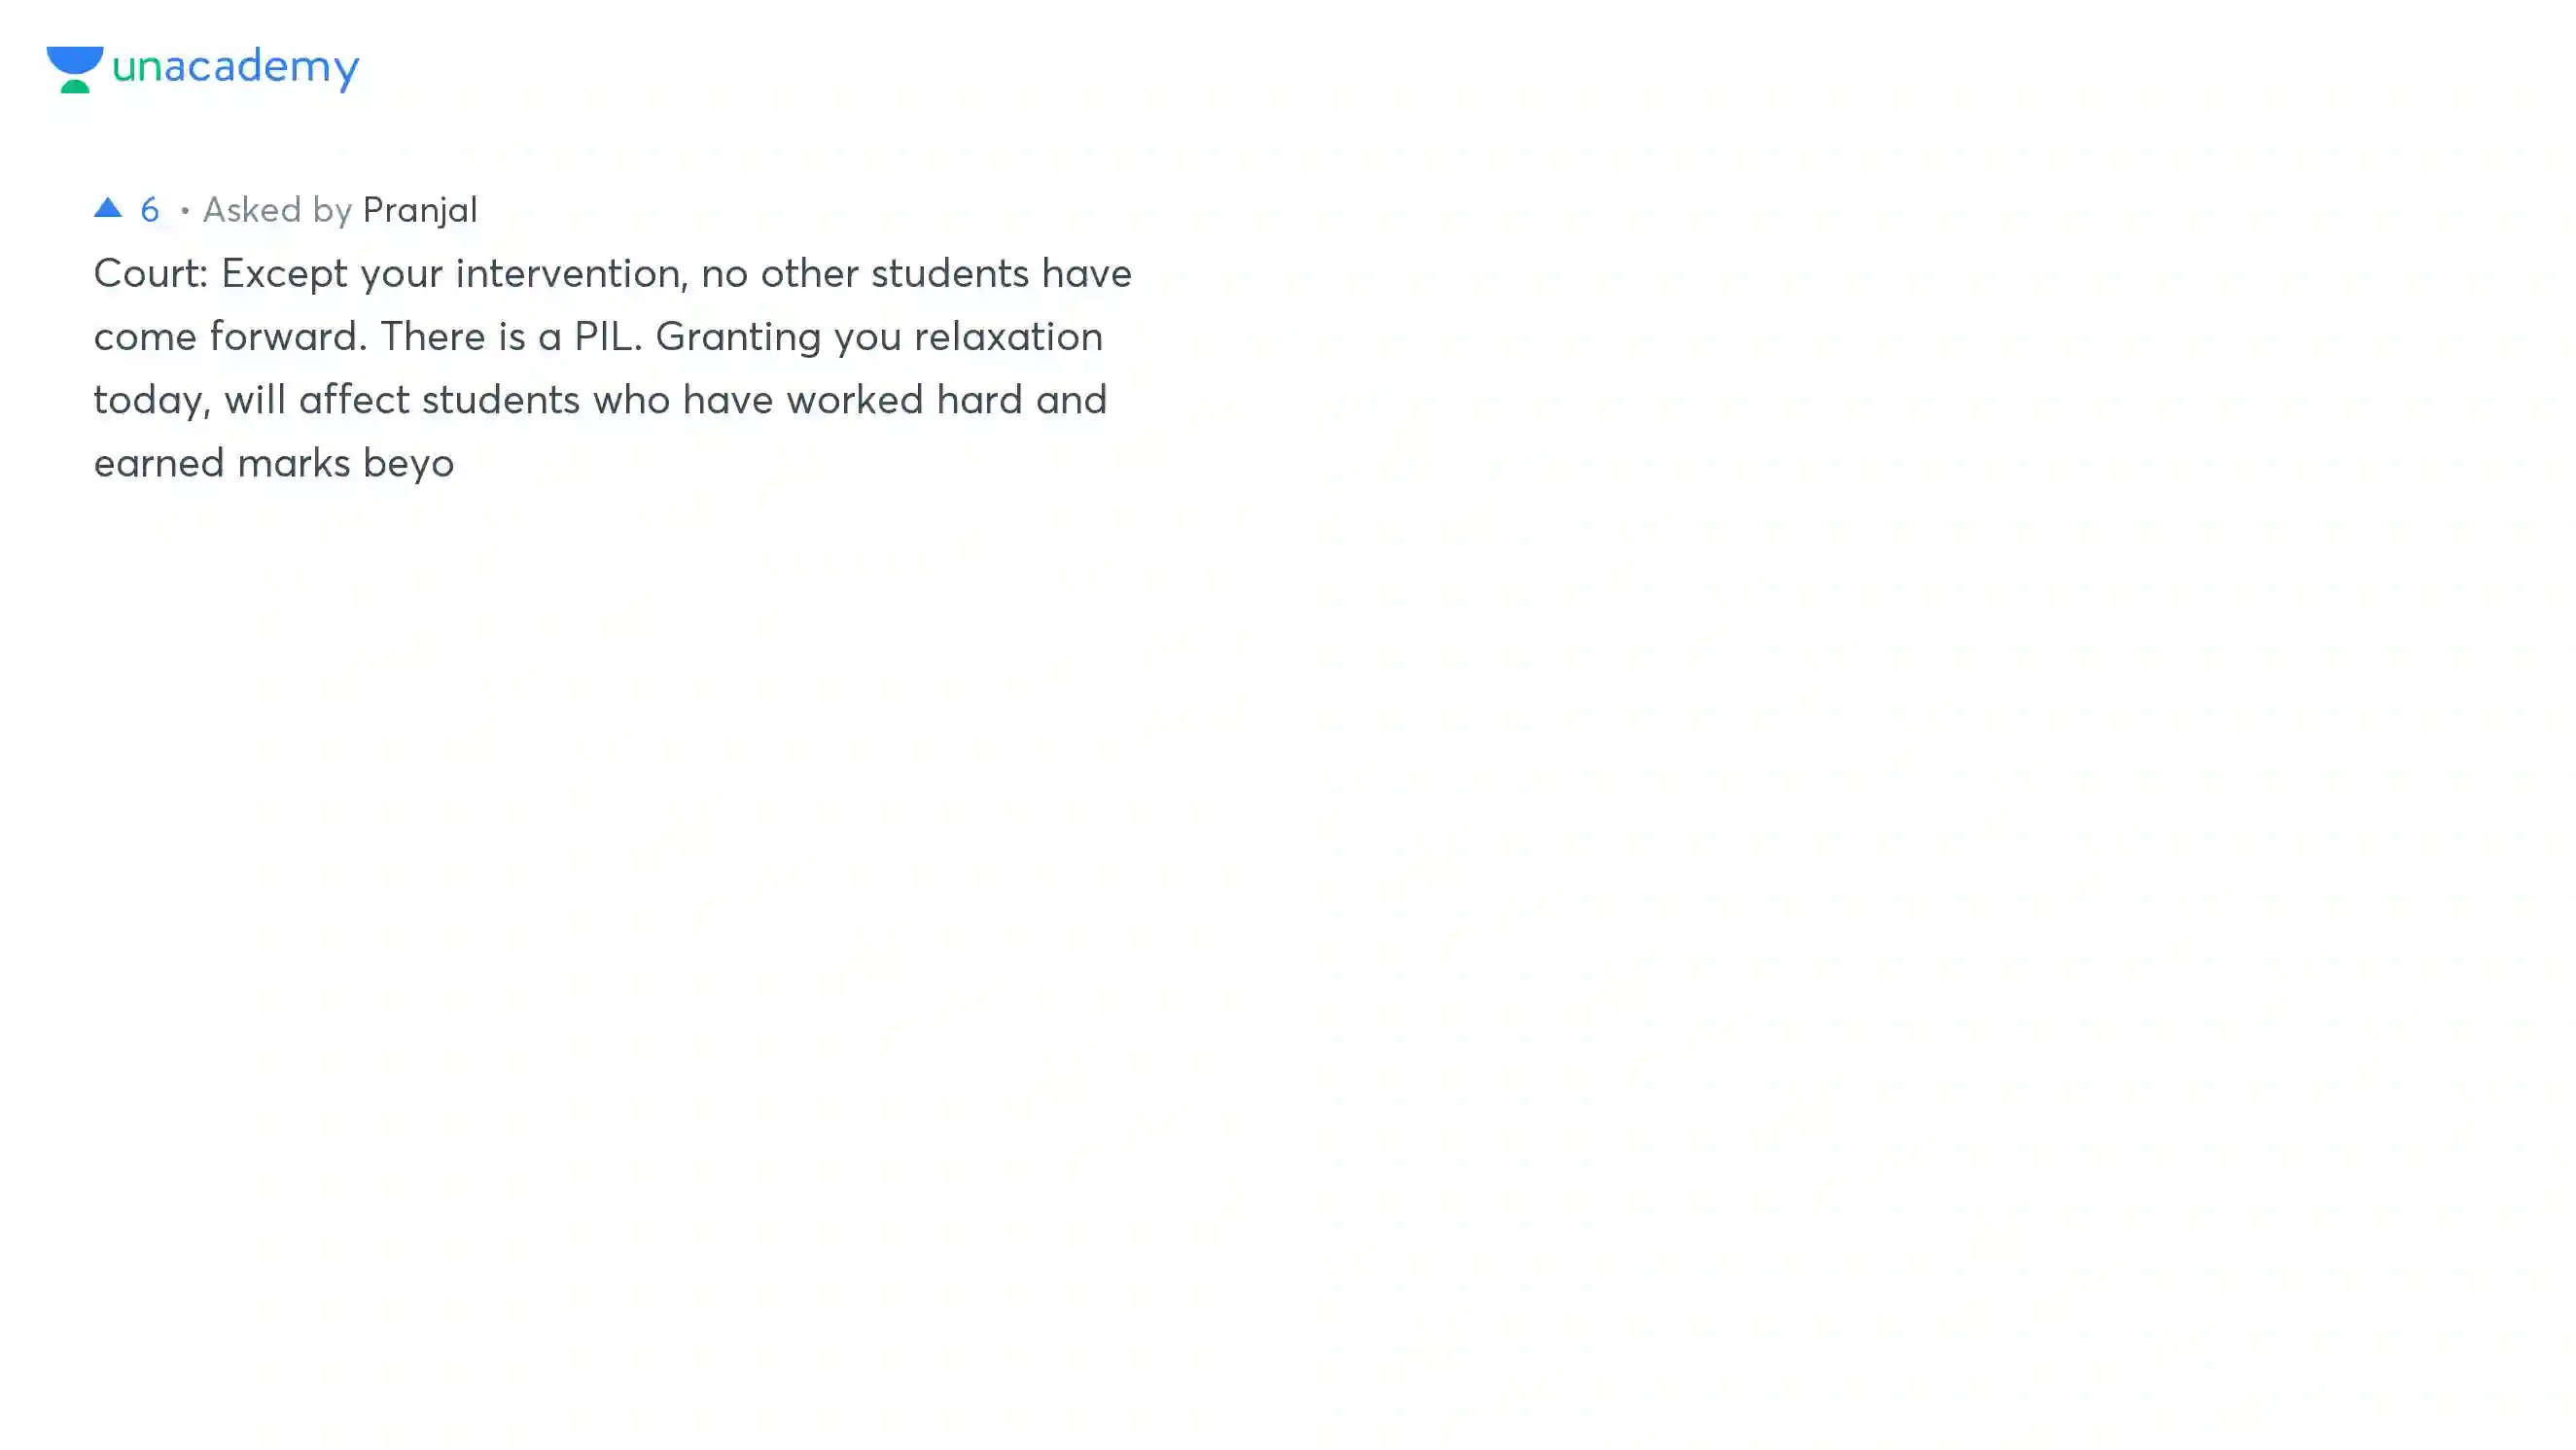 unacademy
▲ 6 • Asked by Pranjal
Court: Except your intervention, no other students have
come forward. There is a PIL. Granting you relaxation
today, will affect students who have worked hard and
earned marks beyo